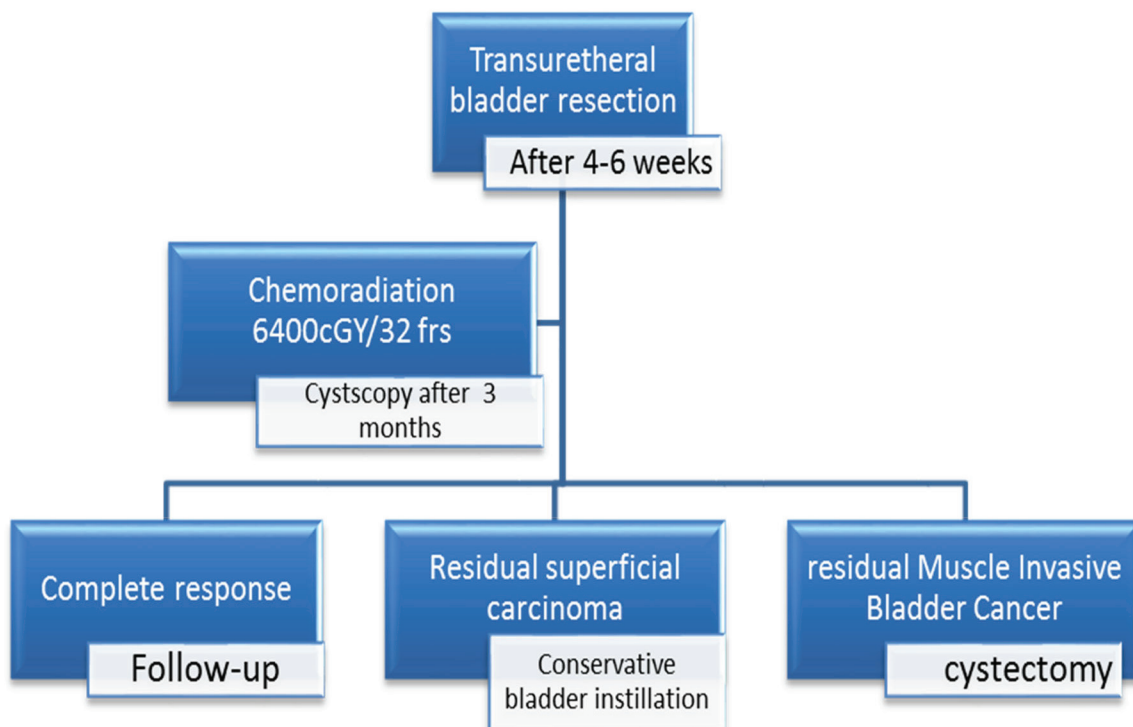 Transuretheral
bladder resection
After 4-6 weeks
Chemoradiation
6400cGY/32 frs
Cystscopy after 3
months
Complete response
Follow-up
Residual superficial
carcinoma
Conservative
bladder instillation
residual Muscle Invasive
Bladder Cancer
cystectomy